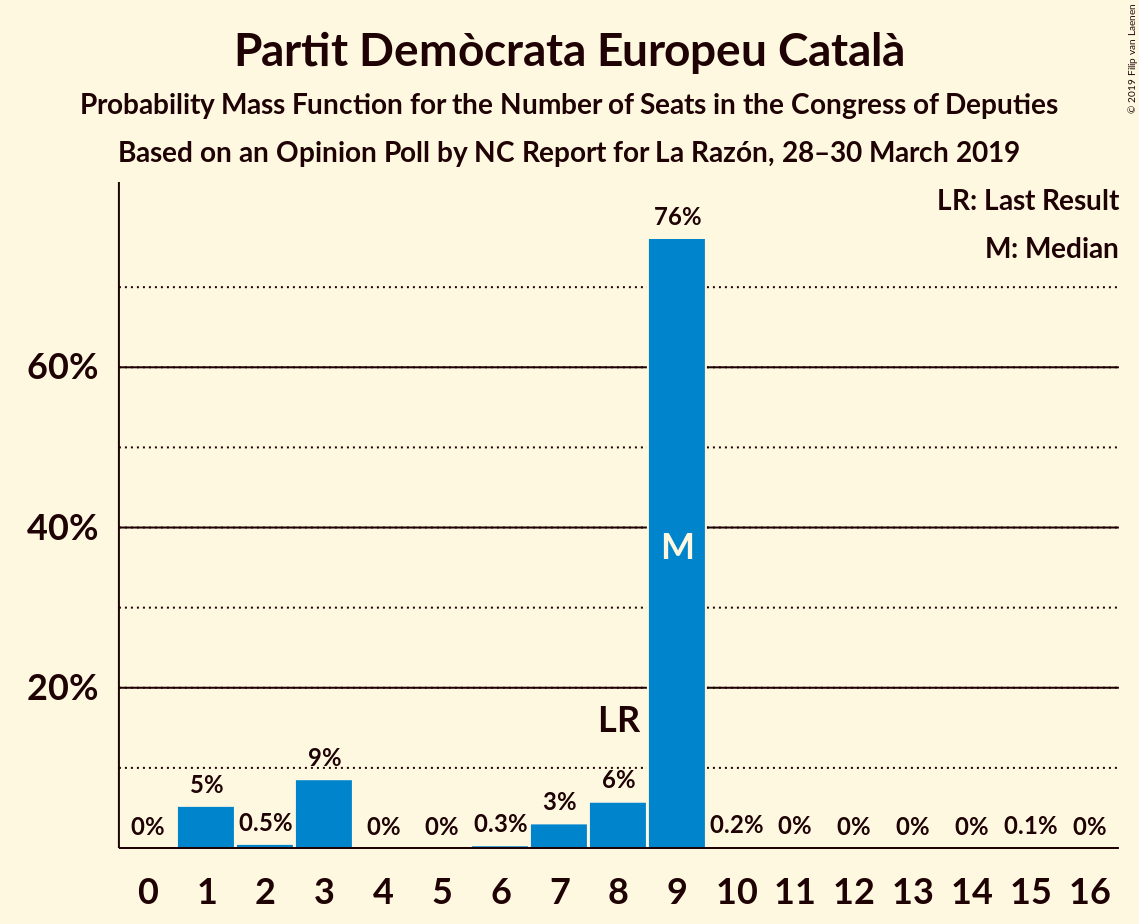 Partit Demòcrata Europeu Català
Probability Mass Function for the Number of Seats in the Congress of Deputies
Based on an Opinion Poll by NC Report for La Razón, 28–30 March 2019
© 2019 Filip van Laenen
LR: Last Result
M: Median
60%
40%
20%
0% 5% 0.5% 9% 0% 0% 0.3% 3% 6% 76% 0.2% 0% 0% 0% 0% 0.1% 0%
LR
M
0 1 2 3 4 5 6 7 8 9 10 11 12 13 14 15 16